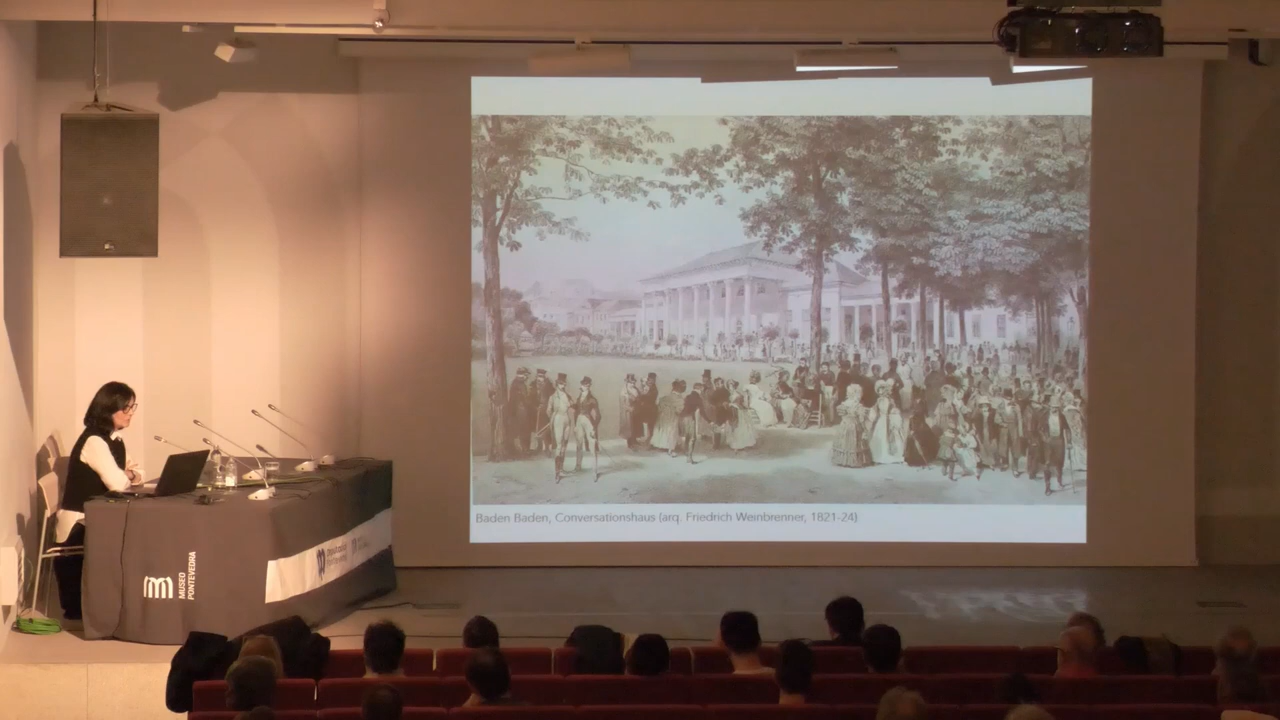 Baden Baden, Conversationshaus (arq. Friedrich Weinbrenner, 1821-24)
MUSEO
PONTEVEDRA